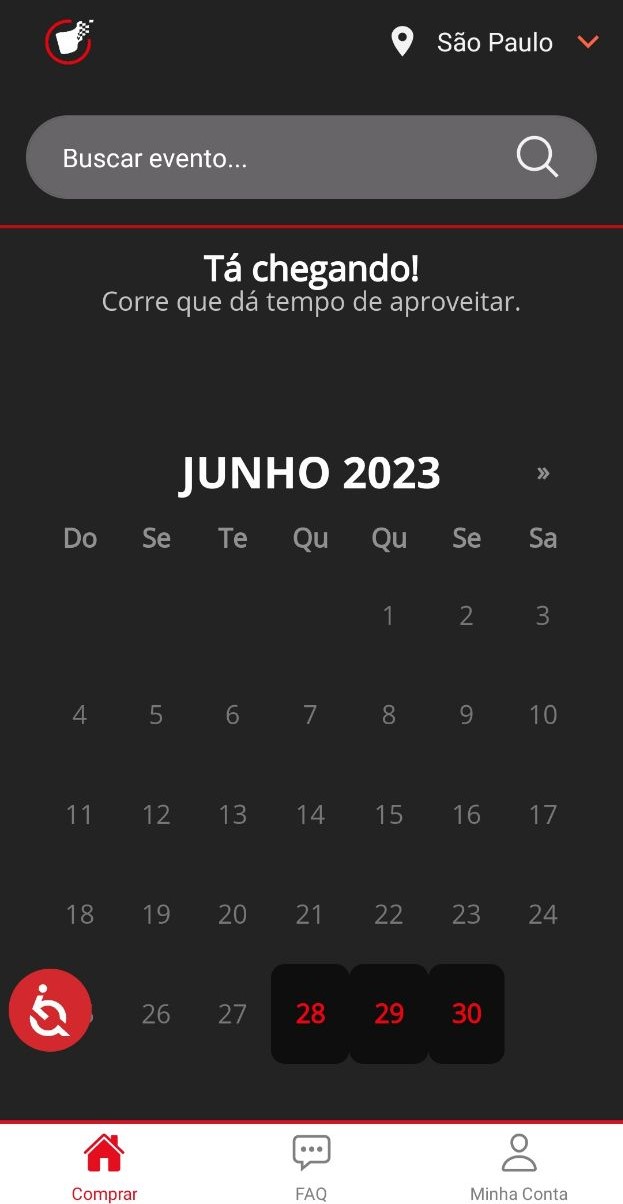 São Paulo
Buscar evento...
Tá chegando!
Corre que dá tempo de aproveitar.
JUNHO 2023 »
Do Se Te Qu Qu Se Sa
1 2 3
4 5 6 7 8 9 10
11 12 13 14 15 16 17
18 19 20 21 22 23 24
26 27 28 29 30
Comprar FAQ Minha Conta